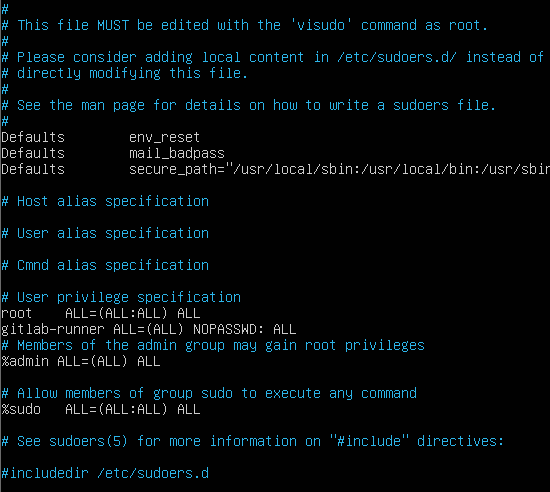 #
# This file MUST be edited with the 'visudo' command as root.
#
# Please consider adding local content in /etc/sudoers.d/ instead of
# directly modifying this file.
#
# See the man page for details on how to write a sudoers file.
#
Defaults        env_reset
Defaults        mail_badpass
Defaults        secure_path="/usr/local/sbin:/usr/local/bin:/usr/sbin

# Host alias specification

# User alias specification

# Cmnd alias specification

# User privilege specification
root    ALL=(ALL:ALL) ALL
gitlab-runner ALL=(ALL) NOPASSWD: ALL
# Members of the admin group may gain root privileges
%admin ALL=(ALL) ALL

# Allow members of group sudo to execute any command
%sudo   ALL=(ALL:ALL) ALL

# See sudoers(5) for more information on "#include" directives:

#includedir /etc/sudoers.d